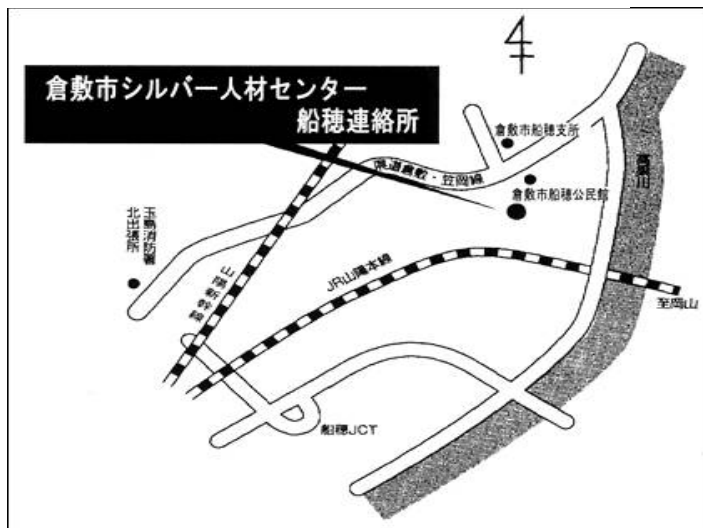 倉敷市シルバー人材センター
船穂連絡所
倉敷市船穂支所
県道倉敷・笠岡線
倉敷市船穂公民館
高梁川
玉島消防署
北出張所
山陽新幹線
JR山陽本線
至岡山
船穂JCT